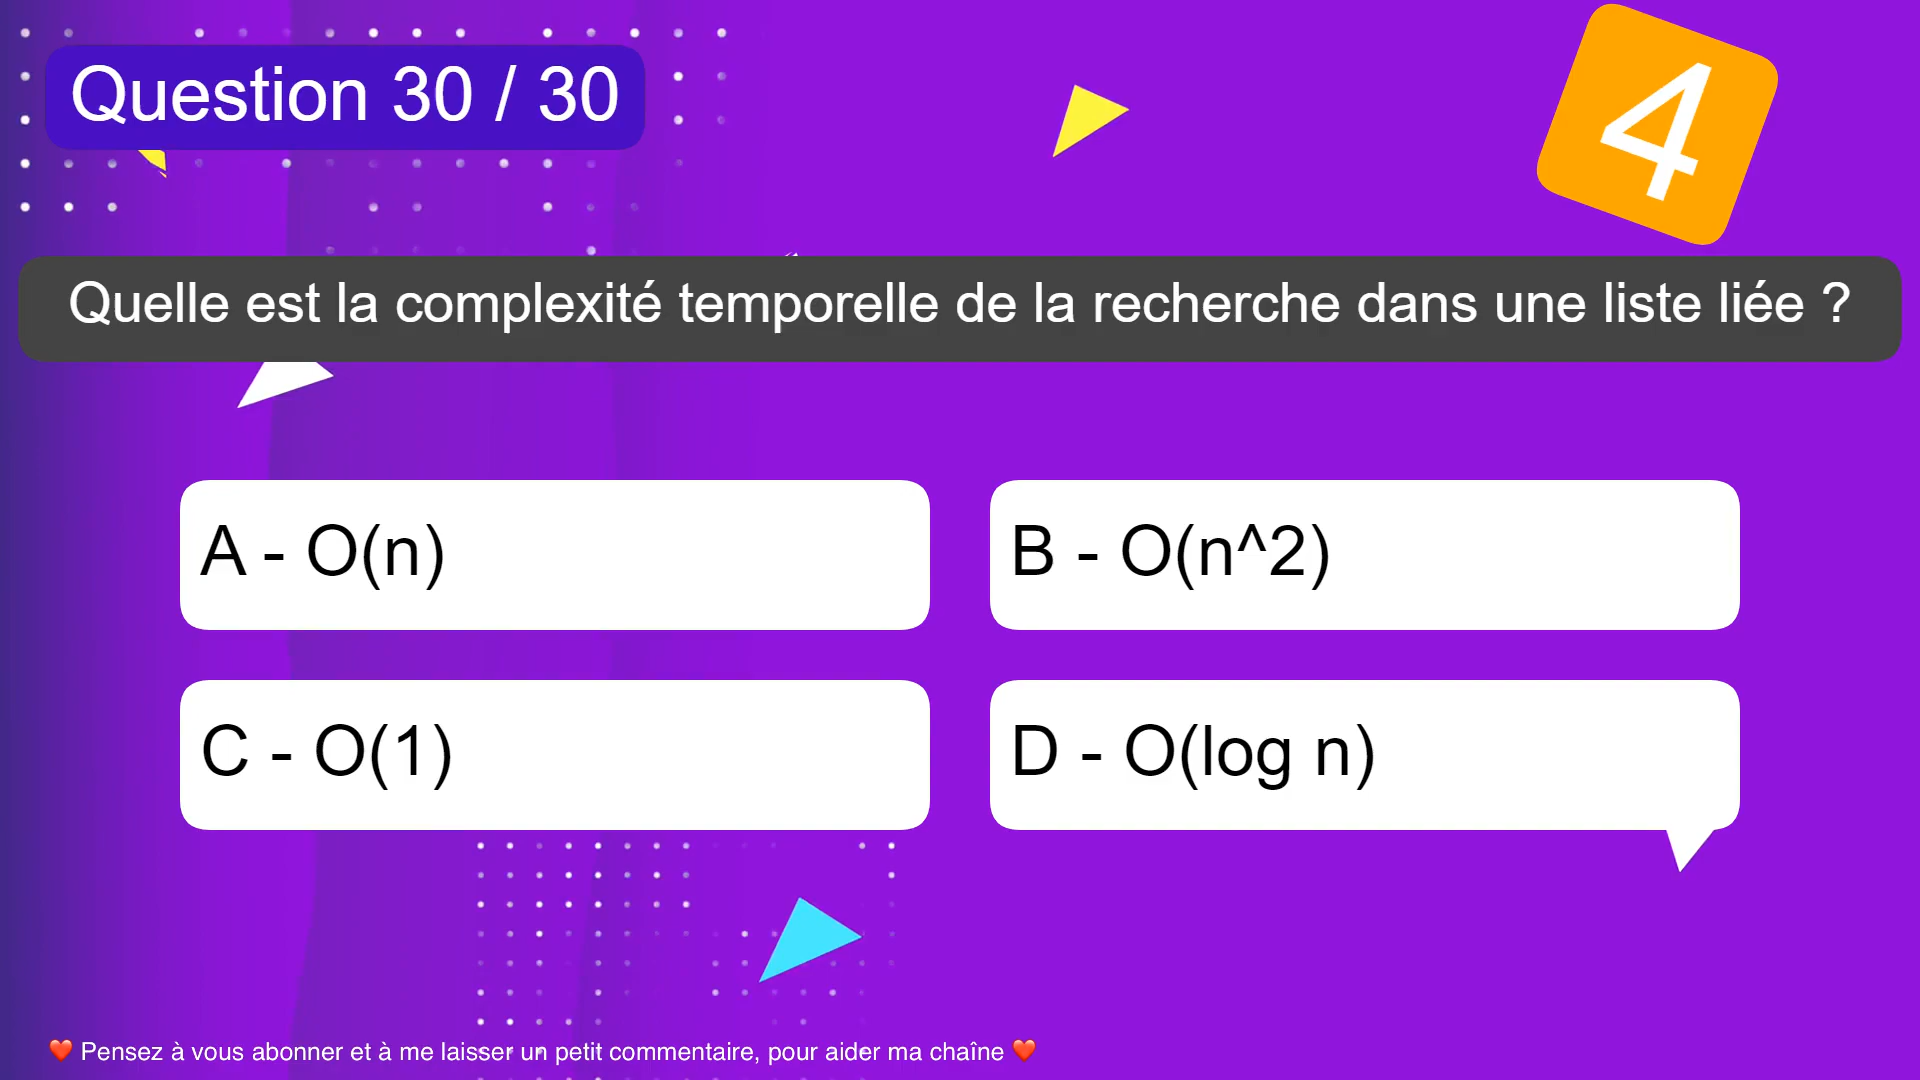 Question 30 / 30
4
Quelle est la complexité temporelle de la recherche dans une liste liée ?
A - O(n)
B - O(n^2)
C - O(1)
D - O(log n)
❤️ Pensez à vous abonner et à me laisser un petit commentaire, pour aider ma chaîne ❤️